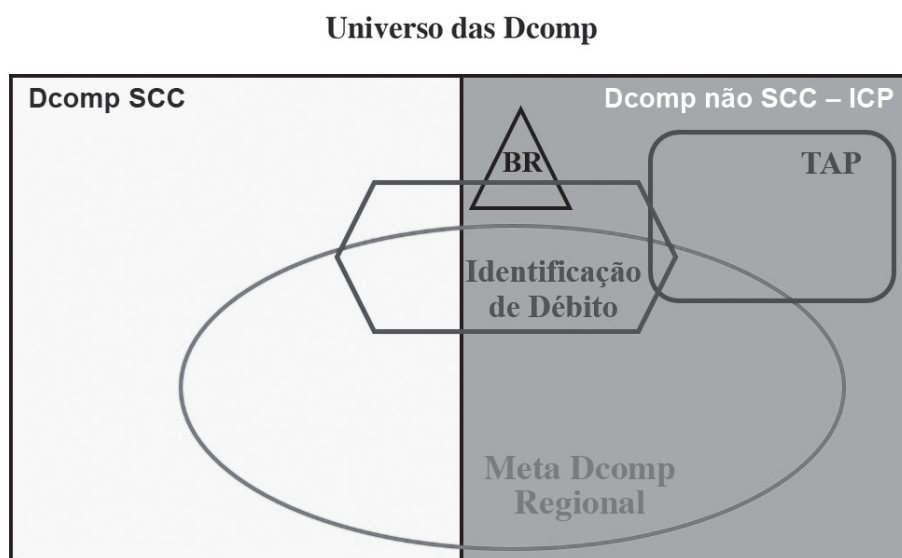 Universo das Dcomp
Dcomp SCC
Dcomp não SCC – ICP
BR
TAP
Identificação
de Débito
Meta Dcomp
Regional